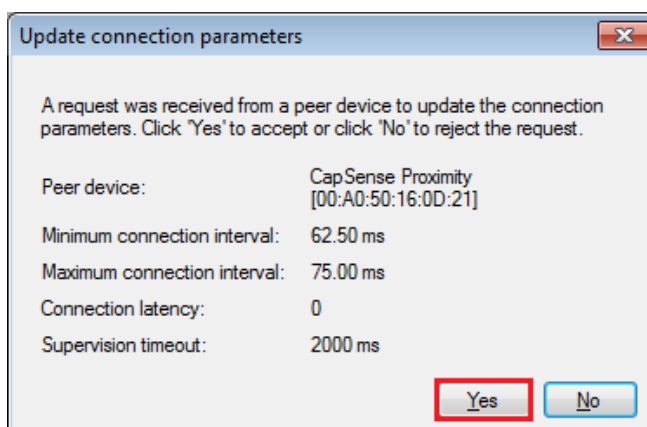 Update connection parameters
A request was received from a peer device to update the connection
parameters. Click 'Yes' to accept or click 'No' to reject the request.
Peer device: CapSense Proximity
[00:A0:50:16:0D:21]
Minimum connection interval: 62.50 ms
Maximum connection interval: 75.00 ms
Connection latency: 0
Supervision timeout: 2000 ms
Yes No